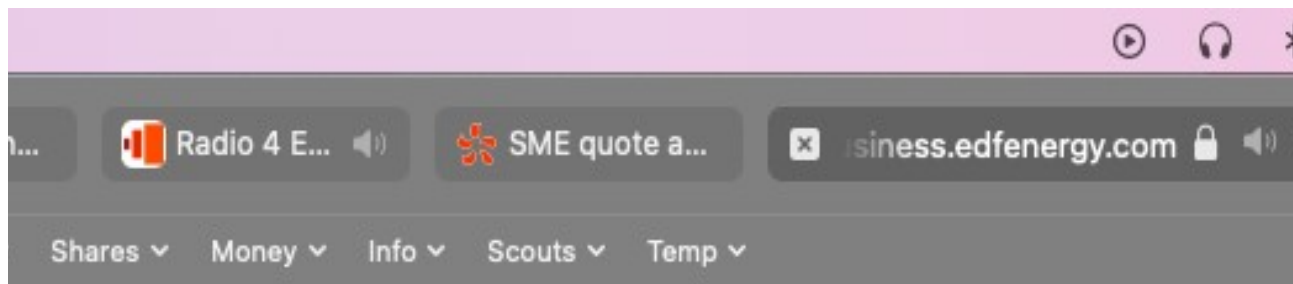 n... Radio 4 E... SME quote a... siness.edfenergy.com
Shares Money Info Scouts Temp